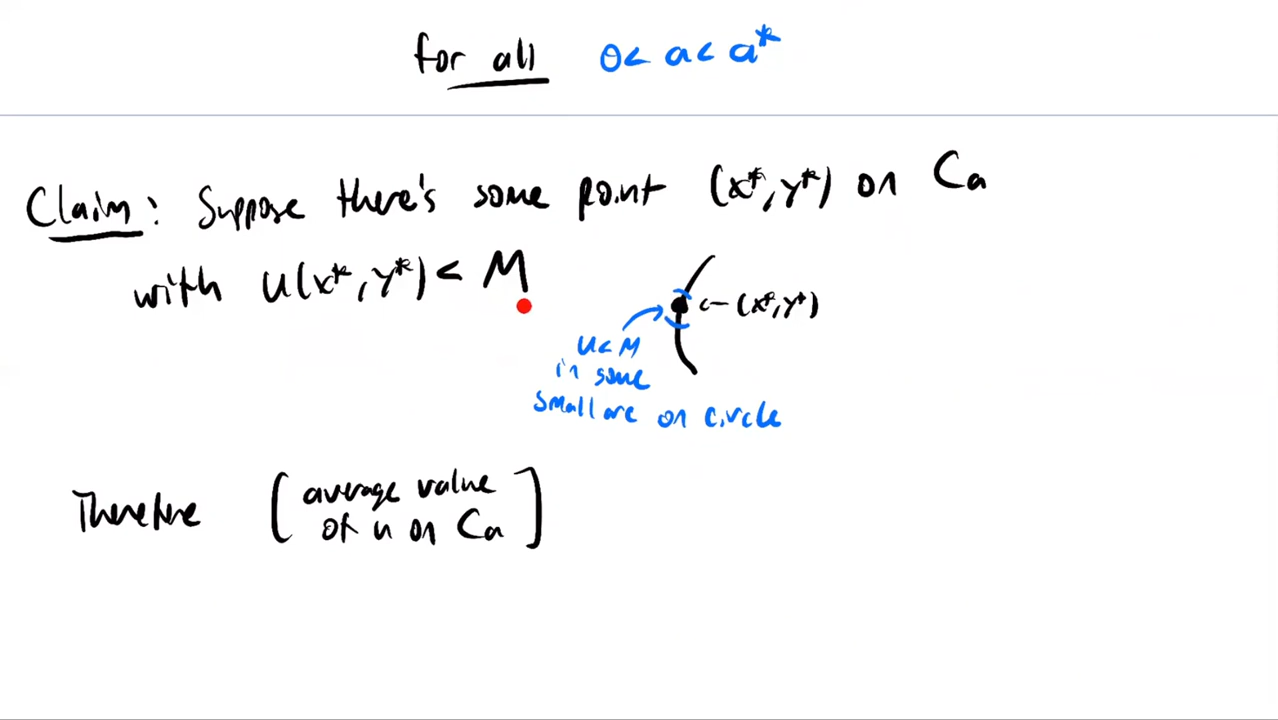 for all 0< a< a*
Claim: Suppose there's some point (x*, y*) on Ca
with u(x*, y*) < M
← (x*, y*)
u< M
in some
small arc on circle
Therefore [average value
of u on Ca]